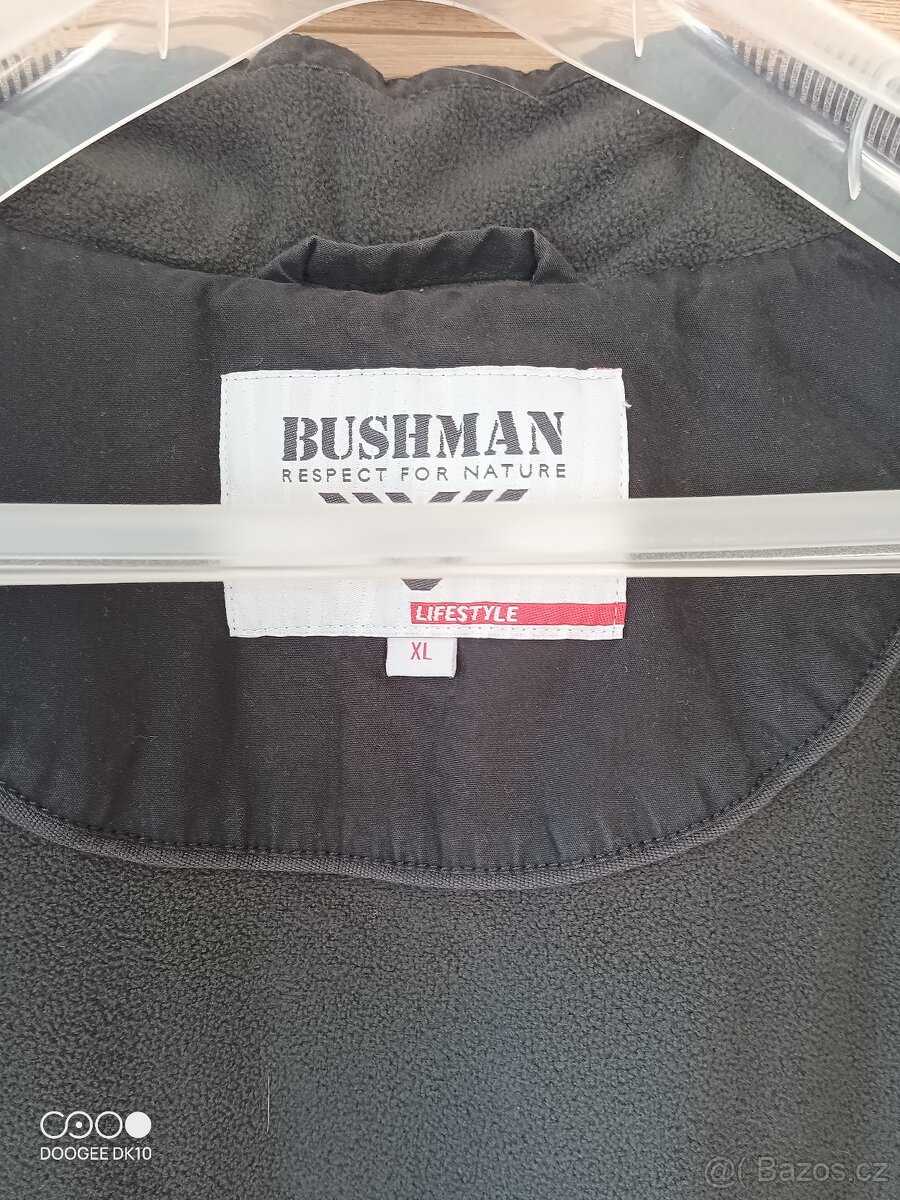 BUSHMAN
RESPECT FOR NATURE
LIFESTYLE
XL
DOOGEE DK10
@( Bazos.cz